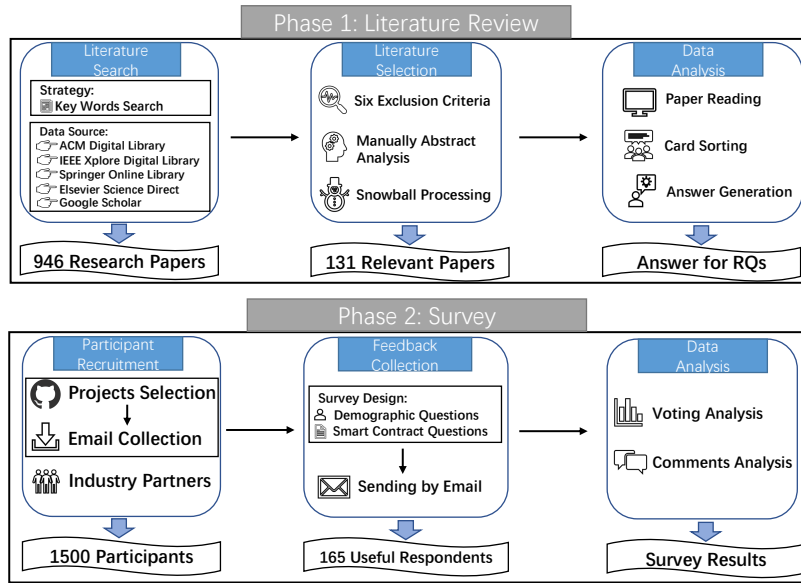 Phase 1: Literature Review
Literature
Search
Strategy:
Key Words Search
Data Source:
ACM Digital Library
IEEE Xplore Digital Library
Springer Online Library
Elsevier Science Direct
Google Scholar
946 Research Papers
Literature
Selection
Six Exclusion Criteria
Manually Abstract
Analysis
Snowball Processing
131 Relevant Papers
Data
Analysis
Paper Reading
Card Sorting
Answer Generation
Answer for RQs
Phase 2: Survey
Participant
Recruitment
Projects Selection
Email Collection
Industry Partners
1500 Participants
Feedback
Collection
Survey Design:
Demographic Questions
Smart Contract Questions
Sending by Email
165 Useful Respondents
Data
Analysis
Voting Analysis
Comments Analysis
Survey Results